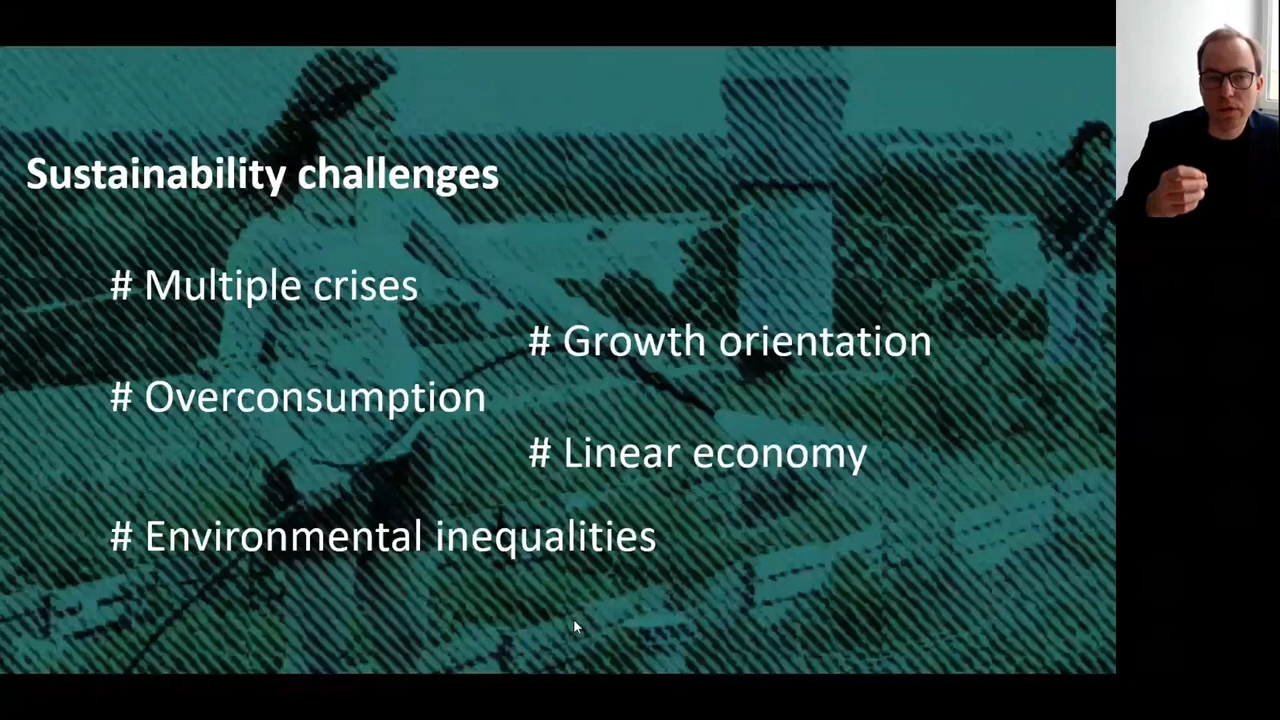 Sustainability challenges
# Multiple crises
# Growth orientation
# Overconsumption
# Linear economy
# Environmental inequalities